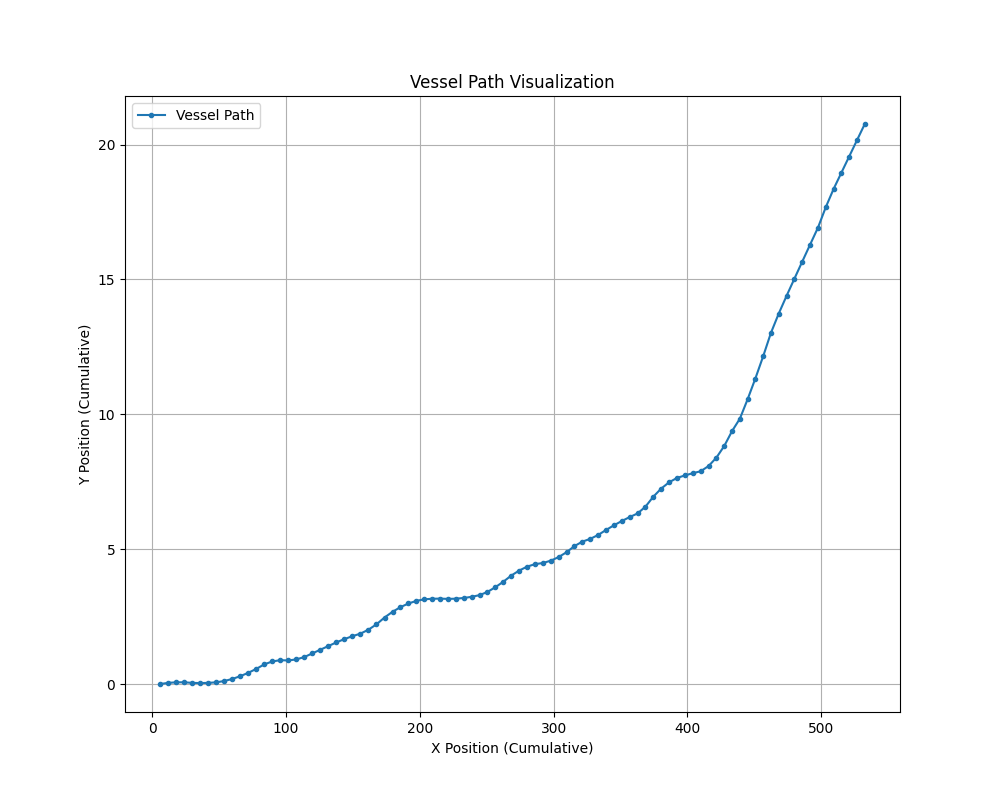 Vessel Path Visualization
Vessel Path
20
15
10
5
0
Y Position (Cumulative)
0 100 200 300 400 500
X Position (Cumulative)